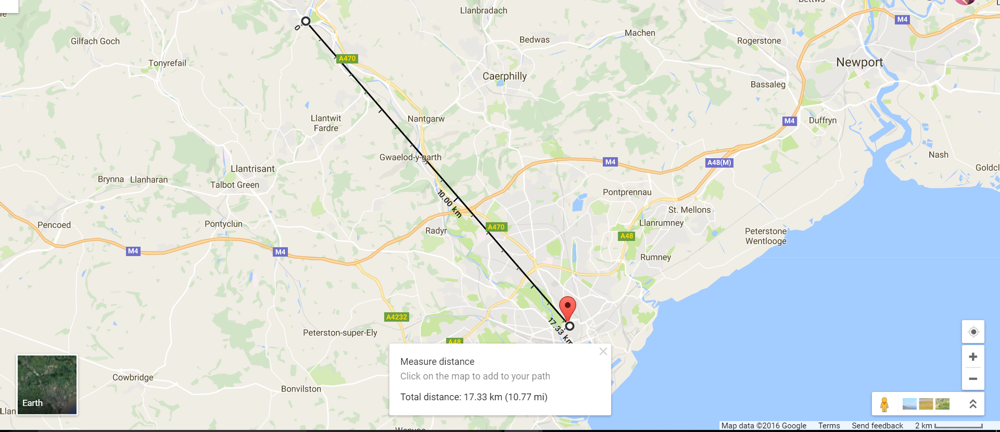 Llanbradach
Bettws
M4
0
Gilfach Goch
Bedwas
Machen
Rogerstone
A470
Tonyrefail
Newport
Caerphilly
Bassaleg
Llantwit
Fardre
Nantgarw
M4
Duffryn
Gwaelod-y-garth
M4
A48(M)
Nash
Goldcl
Llantrisant
Brynna
Llanharan
Talbot Green
10.00 km
Pontprennau
St. Mellons
Pencoed
Pontyclun
Radyr
A470
Llanrumney
Peterstone
Wentlooge
A48
M4
M4
Rumney
A4232
17.33 km
Peterston-super-Ely
A48
Measure distance
Click on the map to add to your path
Total distance: 17.33 km (10.77 mi)
Cowbridge
Bonvilston
Earth
Llan
Map data ©2016 Google
Terms
Send feedback
2 km